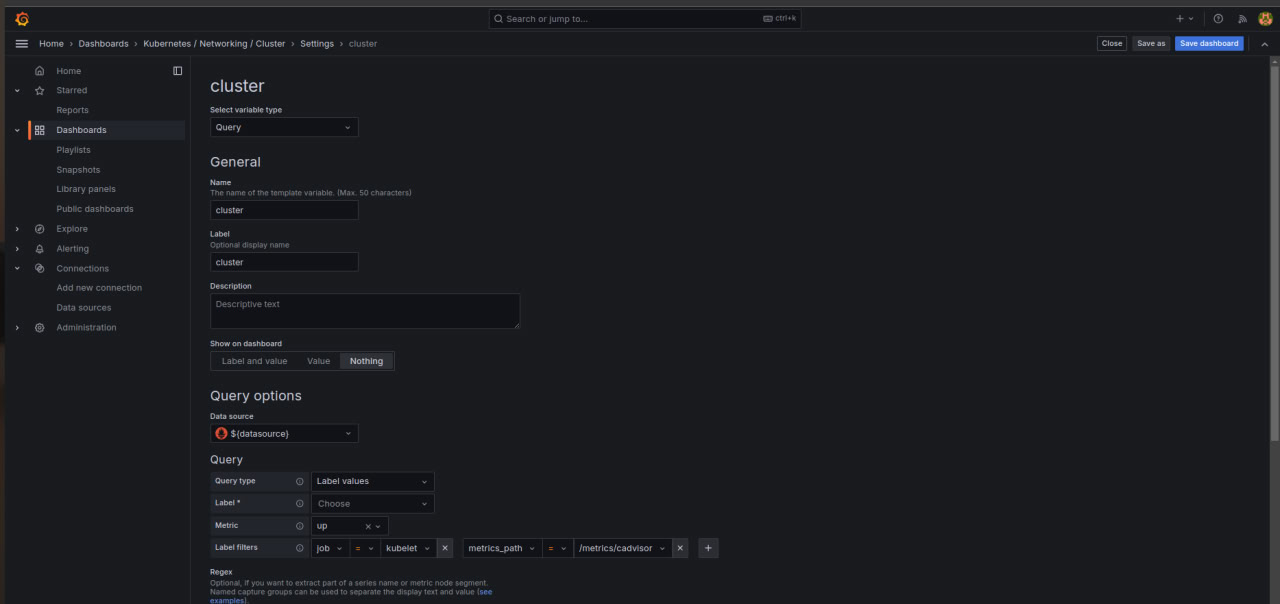 Search or jump to...
ctrl+k
Home › Dashboards › Kubernetes / Networking / Cluster › Settings › cluster
Close
Save as
Save dashboard
Home
Starred
Reports
Dashboards
Playlists
Snapshots
Library panels
Public dashboards
Explore
Alerting
Connections
Add new connection
Data sources
Administration
cluster
Select variable type
Query
General
Name
The name of the template variable. (Max. 50 characters)
cluster
Label
Optional display name
cluster
Description
Descriptive text
Show on dashboard
Label and value Value Nothing
Query options
Data source
${datasource}
Query
Query type Label values
Label * Choose
Metric up
Label filters job = kubelet metrics_path = /metrics/cadvisor
Regex
Optional, if you want to extract part of a series name or metric node segment.
Named capture groups can be used to separate the display text and value (see
examples).